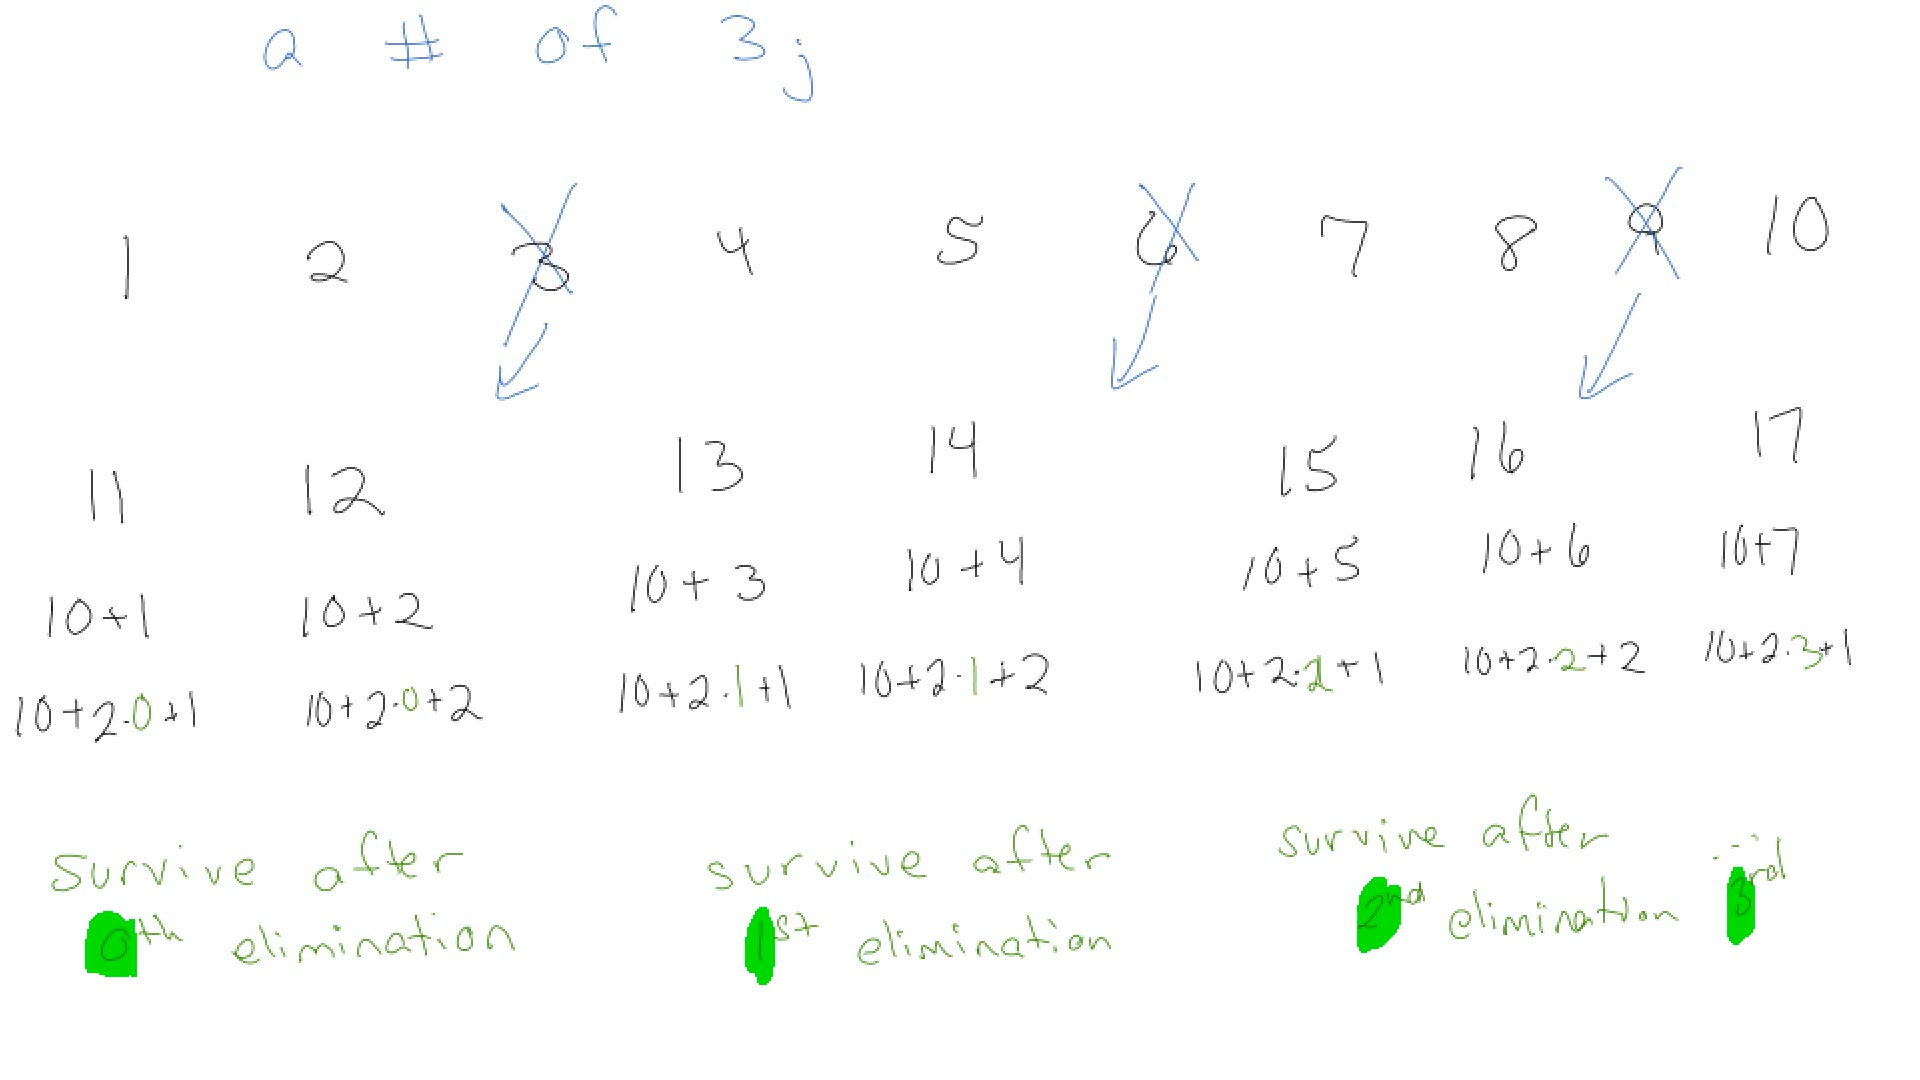 a # of 3j
1 2 3 4 5 6 7 8 9 10
11 12 13 14 15 16 17
10+1 10+2 10+3 10+4 10+5 10+6 10+7
10+2·0+1 10+2·0+2 10+2·1+1 10+2·1+2 10+2·2+1 10+2·2+2 10+2·3+1
survive after survive after survive after ...
0th elimination 1st elimination 2nd elimination 3rd